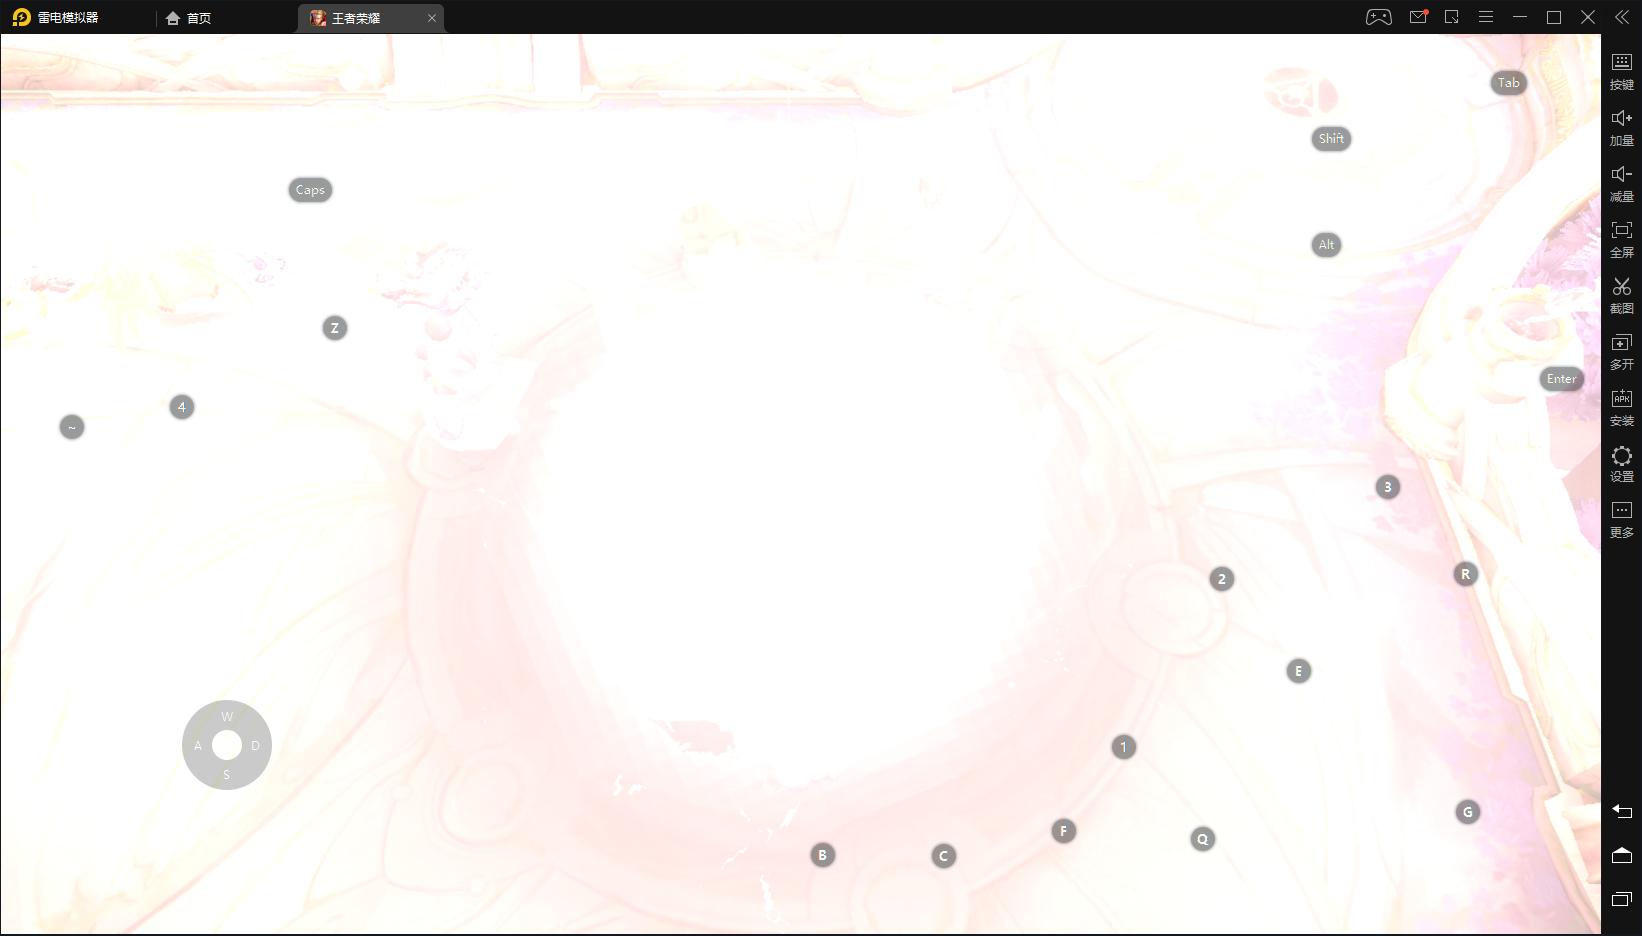 雷电模拟器
首页
王者荣耀
Tab
按键
Shift
加量
Caps
减量
Alt
全屏
截图
Z
多开
Enter
4
~
APK
安装
设置
3
更多
2
R
E
W
A D
S
1
G
F
Q
B
C